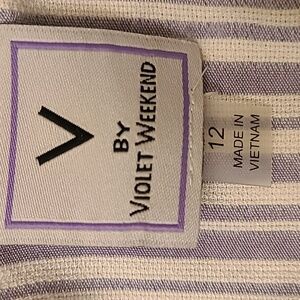 V
BY
VIOLET WEEKEND
12
MADE IN
VIETNAM